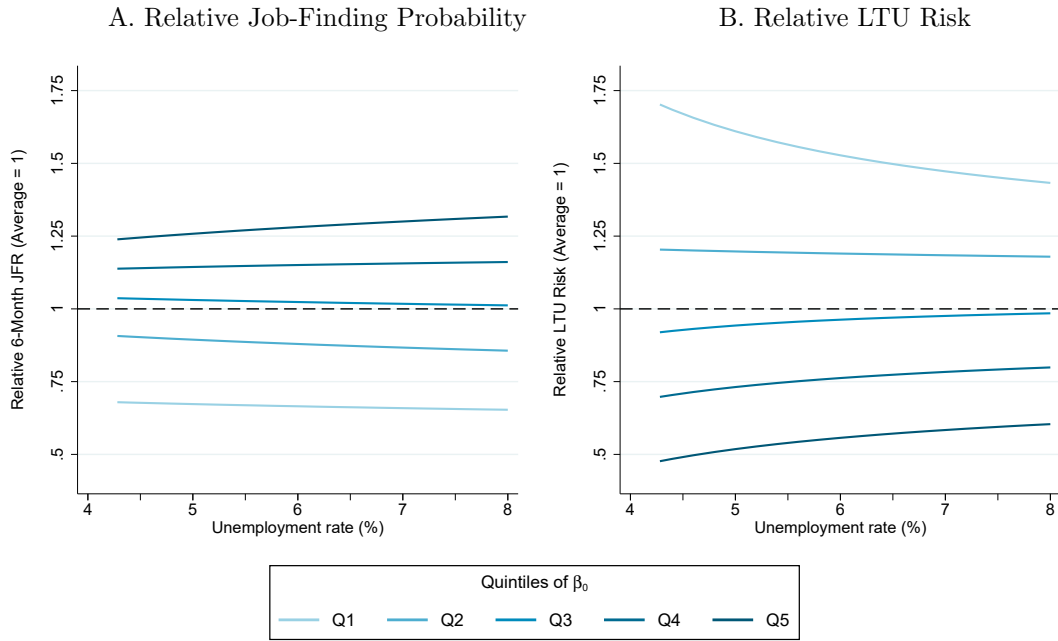 A. Relative Job-Finding Probability
B. Relative LTU Risk
Relative 6-Month JFR (Average = 1)
1.75
1.5
1.25
1
.75
.5
4 5 6 7 8
Unemployment rate (%)
Relative LTU Risk (Average = 1)
1.75
1.5
1.25
1
.75
.5
4 5 6 7 8
Unemployment rate (%)
Quintiles of β₀
Q1 Q2 Q3 Q4 Q5